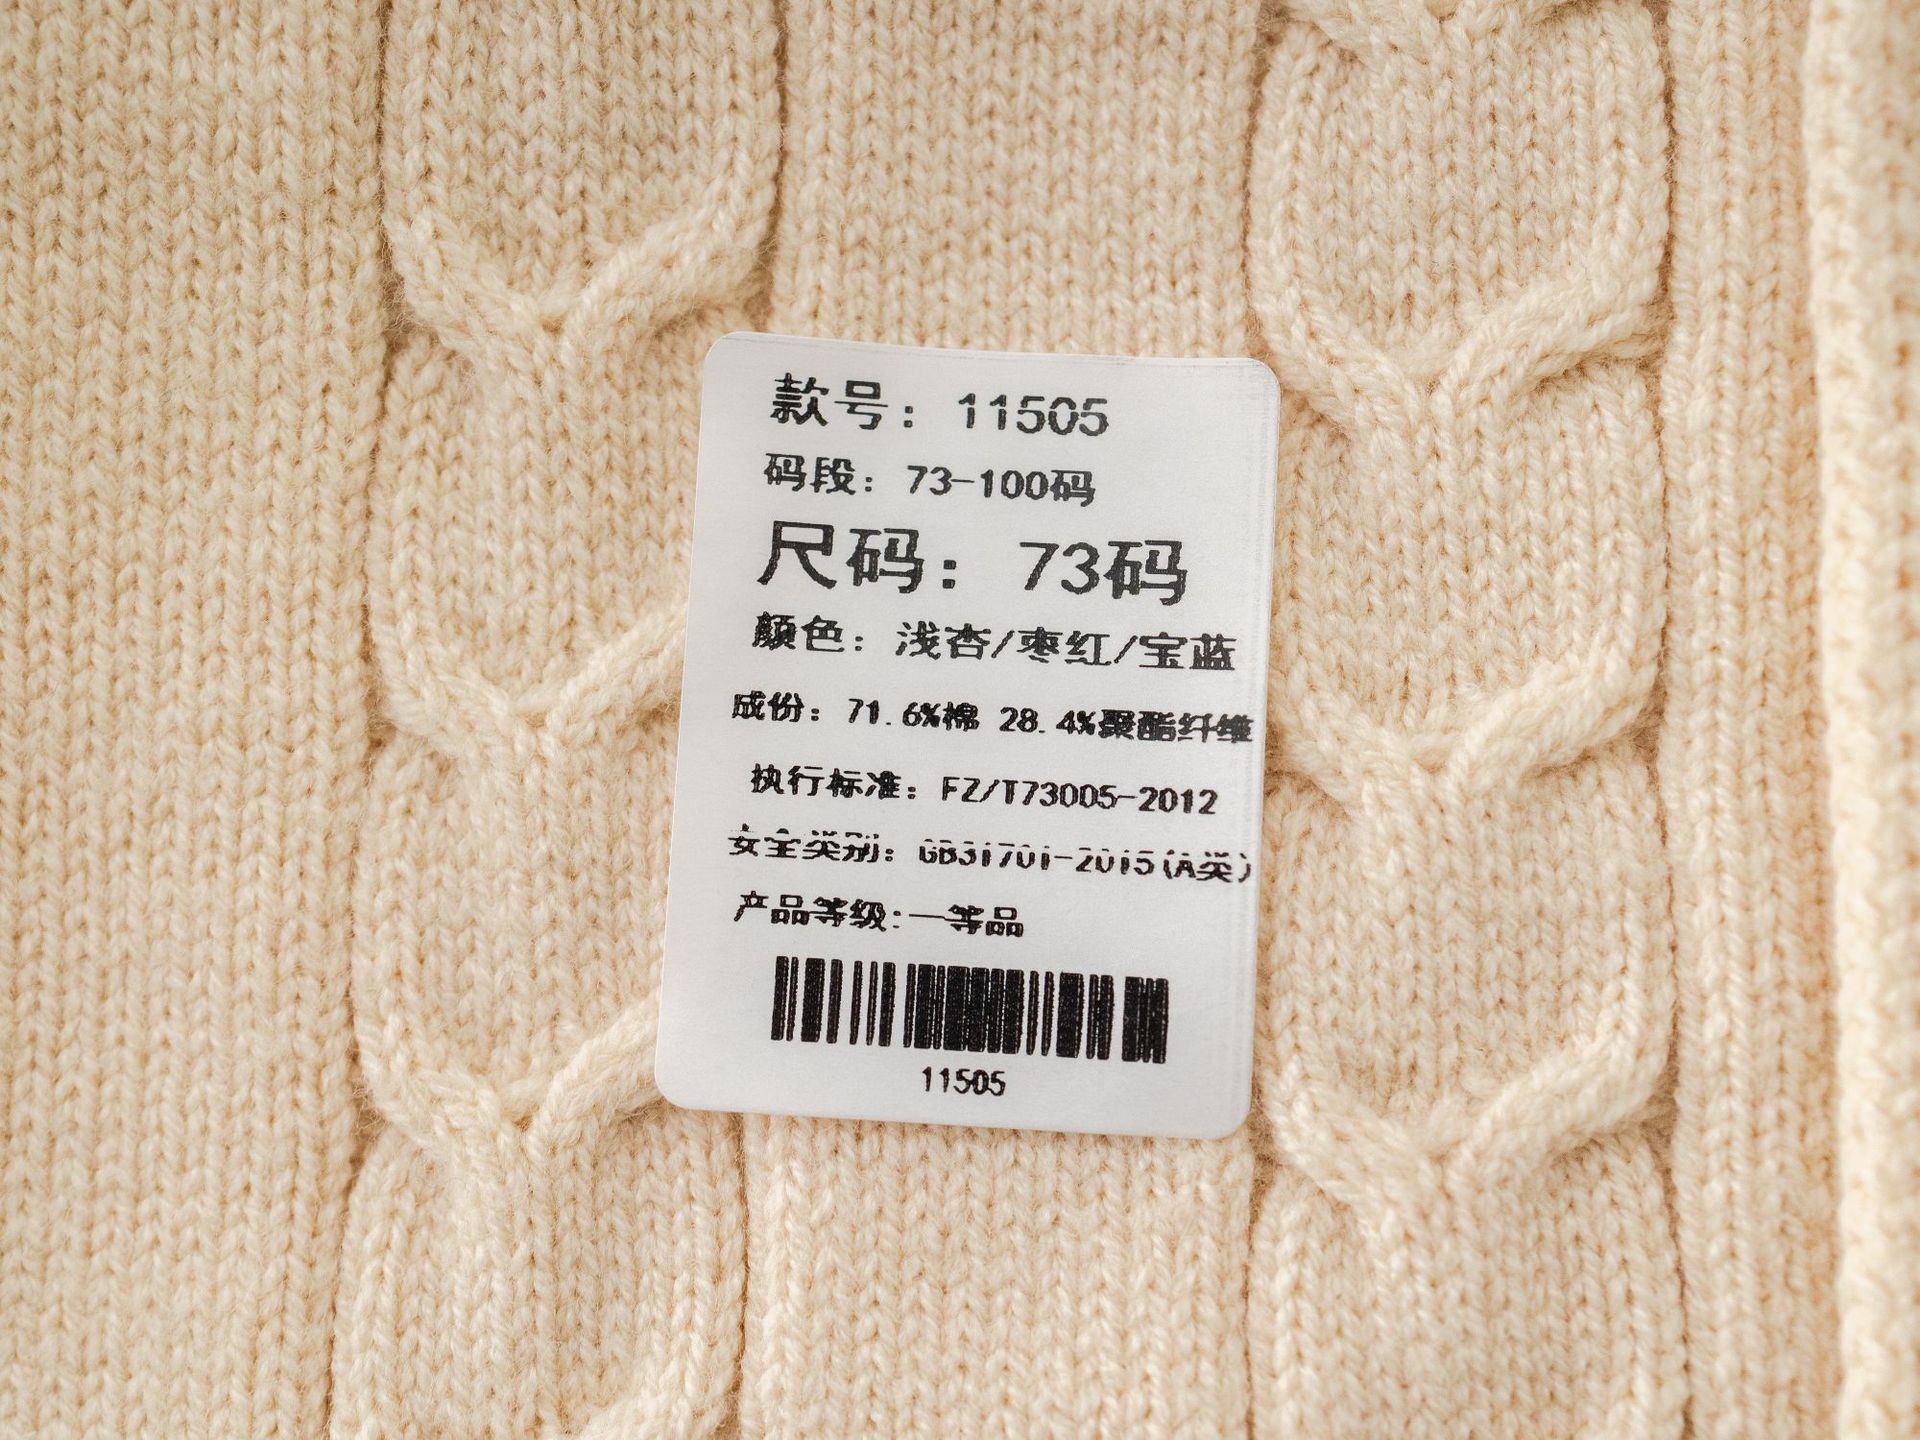 款号：11505
码段：73-100码
尺码：73码
颜色：浅杏/枣红/宝蓝
成份：71.6%棉 28.4%聚酯纤维
执行标准：FZ/T73005-2012
安全类别：GB31701-2015(A类)
产品等级:一等品
11505